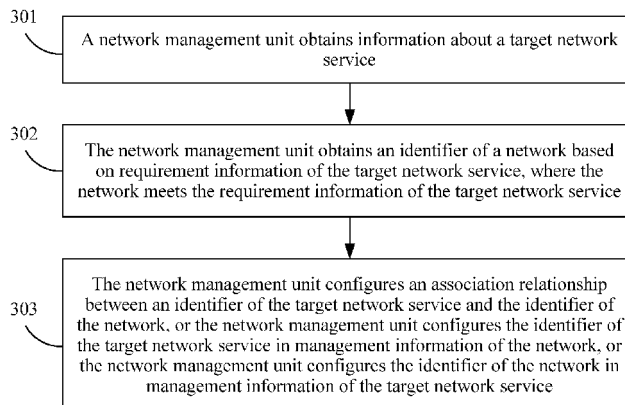 301
A network management unit obtains information about a target network
service
302
The network management unit obtains an identifier of a network based
on requirement information of the target network service, where the
network meets the requirement information of the target network service
303
The network management unit configures an association relationship
between an identifier of the target network service and the identifier of
the network, or the network management unit configures the identifier of
the target network service in management information of the network, or
the network management unit configures the identifier of the network in
management information of the target network service